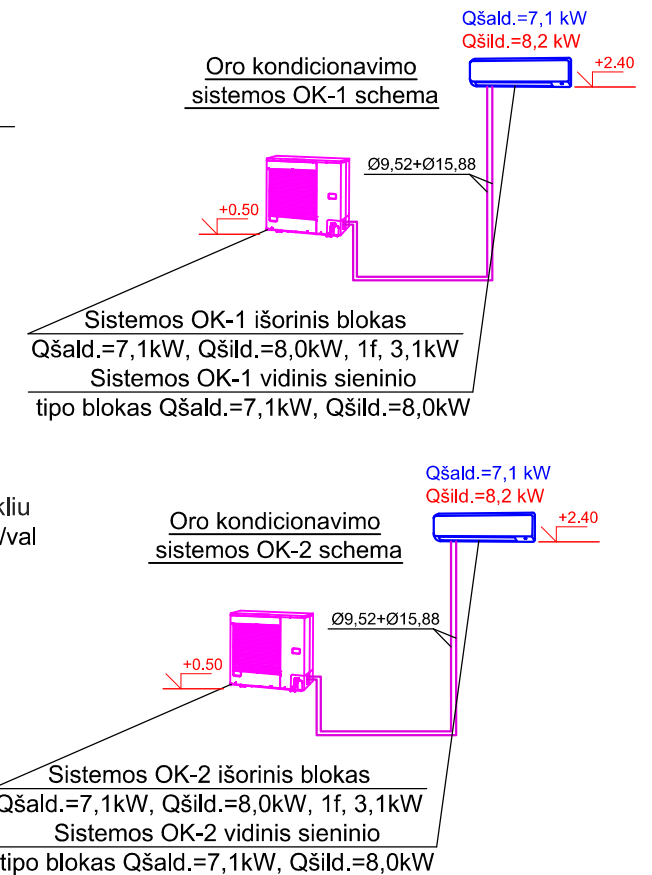 Qšald.=7,1 kW
Qšild.=8,2 kW
Oro kondicionavimo
sistemos OK-1 schema
+2.40
Ø9,52+Ø15,88
+0.50
Sistemos OK-1 išorinis blokas
Qšald.=7,1kW, Qšild.=8,0kW, 1f, 3,1kW
Sistemos OK-1 vidinis sieninio
tipo blokas Qšald.=7,1kW, Qšild.=8,0kW
Qšald.=7,1 kW
Qšild.=8,2 kW
kliu
/val
Oro kondicionavimo
sistemos OK-2 schema
+2.40
Ø9,52+Ø15,88
+0.50
Sistemos OK-2 išorinis blokas
Qšald.=7,1kW, Qšild.=8,0kW, 1f, 3,1kW
Sistemos OK-2 vidinis sieninio
tipo blokas Qšald.=7,1kW, Qšild.=8,0kW